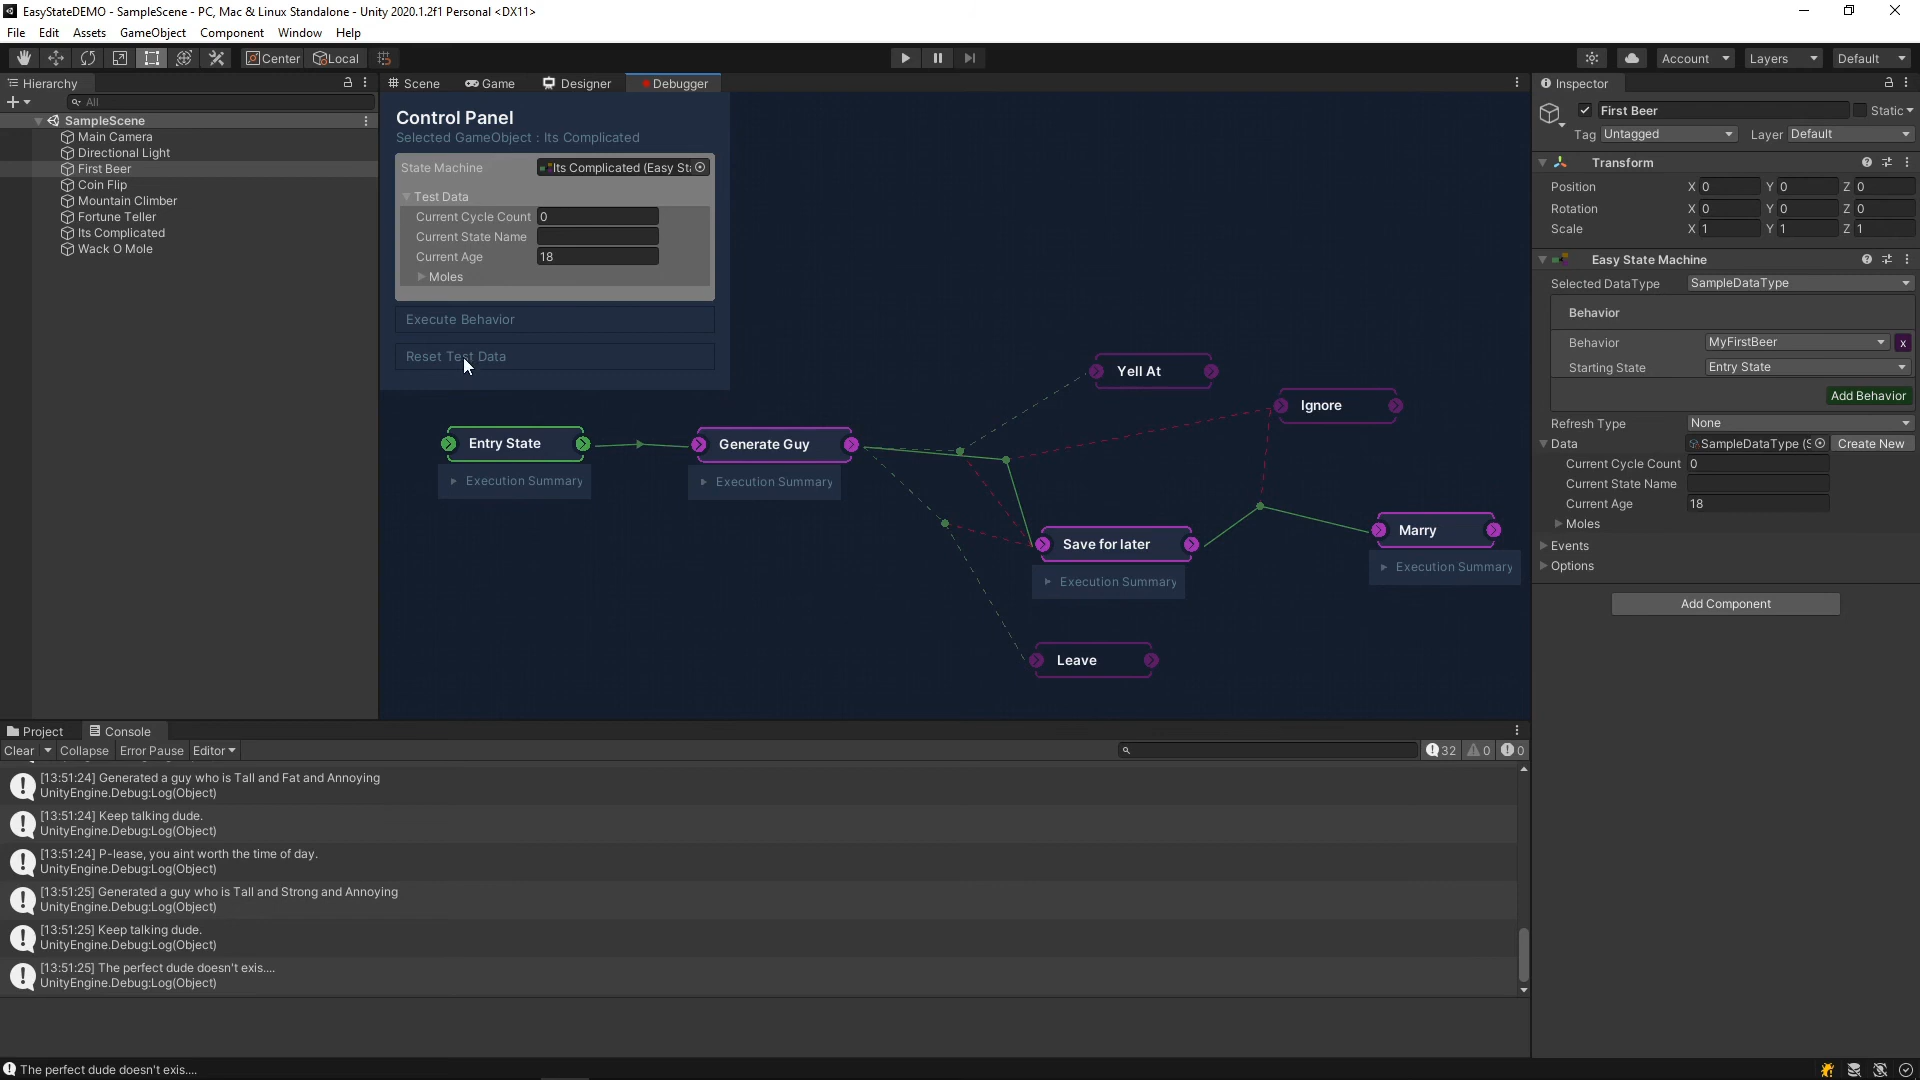 EasyStateDEMO - SampleScene - PC, Mac & Linux Standalone - Unity 2020.1.2f1 Personal <DX11>
File Edit Assets GameObject Component Window Help
Center Local Account Layers Default
Hierarchy
All
SampleScene
Main Camera
Directional Light
First Beer
Coin Flip
Mountain Climber
Fortune Teller
Its Complicated
Wack O Mole
Scene Game Designer Debugger
Control Panel
Selected GameObject : Its Complicated
State Machine Its Complicated (Easy Sta
Test Data
Current Cycle Count 0
Current State Name
Current Age 18
Moles
Execute Behavior
Reset Test Data
Yell At
Ignore
Entry State
Execution Summary
Generate Guy
Execution Summary
Save for later
Execution Summary
Marry
Execution Summary
Leave
Inspector
First Beer Static
Tag Untagged Layer Default
Transform
Position X 0 Y 0 Z 0
Rotation X 0 Y 0 Z 0
Scale X 1 Y 1 Z 1
Easy State Machine
Selected DataType SampleDataType
Behavior
Behavior MyFirstBeer x
Starting State Entry State
Add Behavior
Refresh Type None
Data SampleDataType (S Create New
Current Cycle Count 0
Current State Name
Current Age 18
Moles
Events
Options
Add Component
Project Console
Clear Collapse Error Pause Editor 32 0 0
[13:51:24] Generated a guy who is Tall and Fat and Annoying
UnityEngine.Debug:Log(Object)
[13:51:24] Keep talking dude.
UnityEngine.Debug:Log(Object)
[13:51:24] P-lease, you aint worth the time of day.
UnityEngine.Debug:Log(Object)
[13:51:25] Generated a guy who is Tall and Strong and Annoying
UnityEngine.Debug:Log(Object)
[13:51:25] Keep talking dude.
UnityEngine.Debug:Log(Object)
[13:51:25] The perfect dude doesn't exis....
UnityEngine.Debug:Log(Object)
The perfect dude doesn't exis....